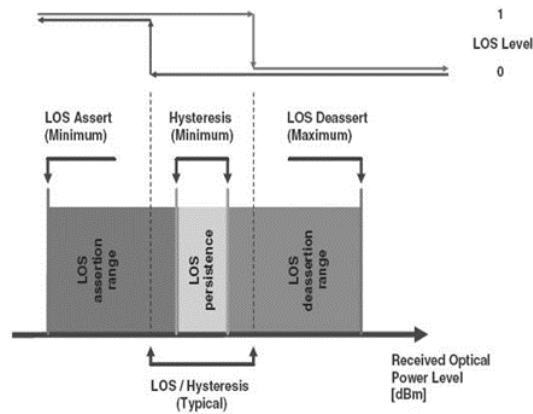 1
LOS Level
0
LOS Assert
(Minimum)
Hysteresis
(Minimum)
LOS Deassert
(Maximum)
LOS
assertion
range
LOS
persistence
LOS
deassertion
range
LOS / Hysteresis
(Typical)
Received Optical
Power Level
[dBm]